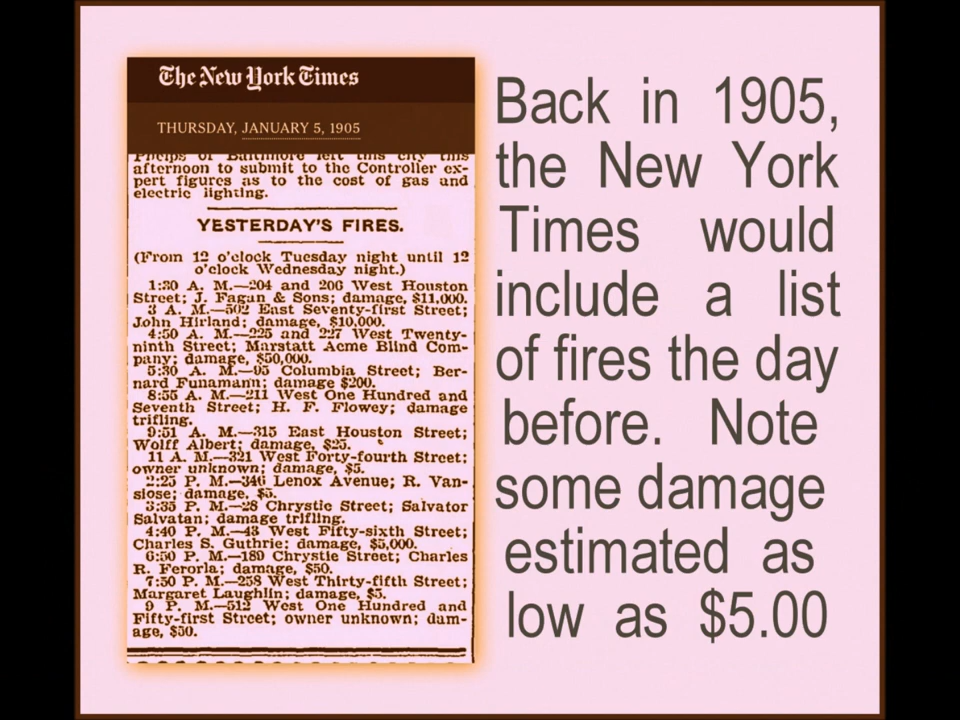 The New York Times
THURSDAY, JANUARY 5, 1905
Phelps of Baltimore left this city this
afternoon to submit to the Controller ex-
pert figures as to the cost of gas and
electric lighting.
YESTERDAY'S FIRES.
(From 12 o'clock Tuesday night until 12
o'clock Wednesday night.)
1:30 A. M.—204 and 206 West Houston
Street; J. Fagan & Sons; damage, $11,000.
3 A. M.—502 East Seventy-first Street;
John Hirland; damage, $10,000.
4:50 A. M.—225 and 227 West Twenty-
ninth Street; Marstatt Acme Blind Com-
pany; damage, $50,000.
5:30 A. M.—95 Columbia Street; Ber-
nard Funamann; damage $200.
8:55 A. M.—211 West One Hundred and
Seventh Street; H. F. Flowey; damage
trifling.
9:51 A. M.—315 East Houston Street;
Wolff Albert; damage, $25.
11 A. M.—321 West Forty-fourth Street;
owner unknown; damage, $5.
2:25 P. M.—346 Lenox Avenue; R. Van-
slose; damage, $5.
3:35 P. M.—28 Chrystie Street; Salvator
Salvatan; damage trifling.
4:40 P. M.—43 West Fifty-sixth Street;
Charles S. Guthrie; damage, $5,000.
6:50 P. M.—189 Chrystie Street; Charles
R. Ferorla; damage, $50.
7:50 P. M.—258 West Thirty-fifth Street;
Margaret Laughlin; damage, $5.
9 P. M.—512 West One Hundred and
Fifty-first Street; owner unknown; dam-
age, $50.
Back in 1905,
the New York
Times would
include a list
of fires the day
before. Note
some damage
estimated as
low as $5.00